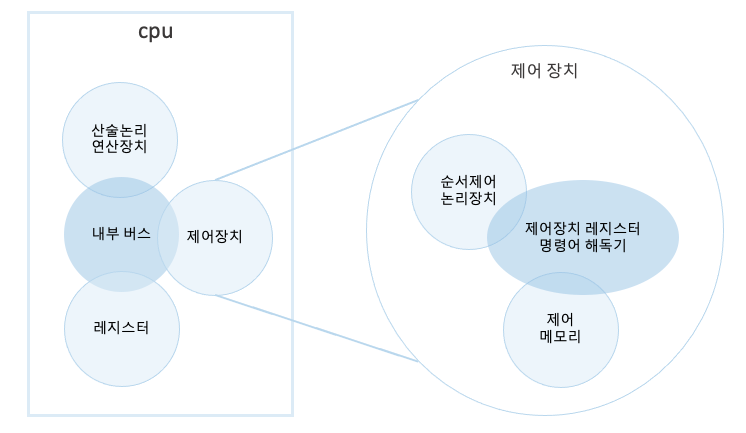 cpu
산술논리
연산장치
내부 버스
제어장치
레지스터
제어 장치
순서제어
논리장치
제어장치 레지스터
명령어 해독기
제어
메모리